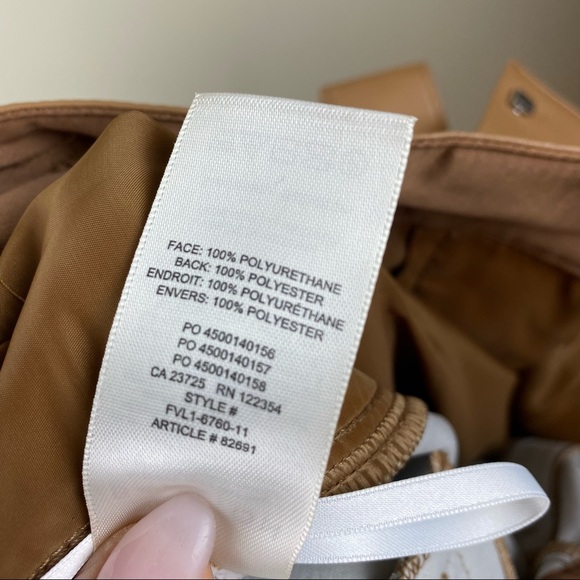 FACE: 100% POLYURETHANE
BACK: 100% POLYESTER
ENDROIT: 100% POLYURÉTHANE
ENVERS: 100% POLYESTER
PO 4500140156
PO 4500140157
PO 4500140158
CA 23725 RN 122354
STYLE #
FVL1-6760-11
ARTICLE # 82691